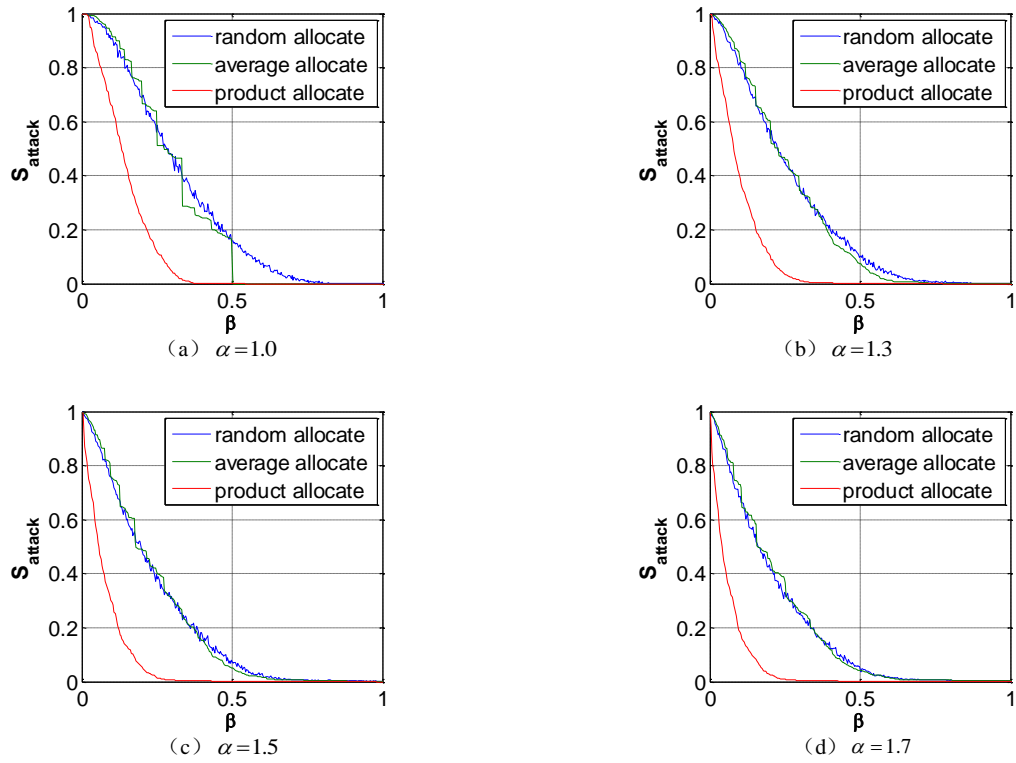 1
0.8
0.6
0.4
0.2
0
S_attack
random allocate
average allocate
product allocate
0 0.5 1
β
（a） α=1.0
1
0.8
0.6
0.4
0.2
0
S_attack
random allocate
average allocate
product allocate
0 0.5 1
β
（b） α=1.3
1
0.8
0.6
0.4
0.2
0
S_attack
random allocate
average allocate
product allocate
0 0.5 1
β
（c） α=1.5
1
0.8
0.6
0.4
0.2
0
S_attack
random allocate
average allocate
product allocate
0 0.5 1
β
（d） α=1.7